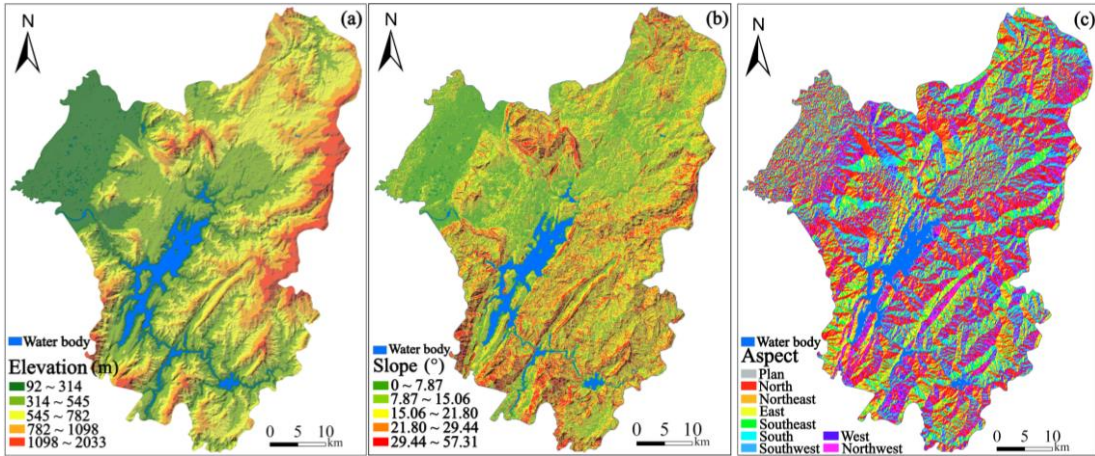 N
(a)
Water body
Elevation (m)
92 ~ 314
314 ~ 545
545 ~ 782
782 ~ 1098
1098 ~ 2033
0 5 10
km
N
(b)
Water body
Slope (°)
0 ~ 7.87
7.87 ~ 15.06
15.06 ~ 21.80
21.80 ~ 29.44
29.44 ~ 57.31
0 5 10
km
N
(c)
Water body
Aspect
Plan
North
Northeast
East
Southeast
South West
Southwest Northwest
0 5 10
km